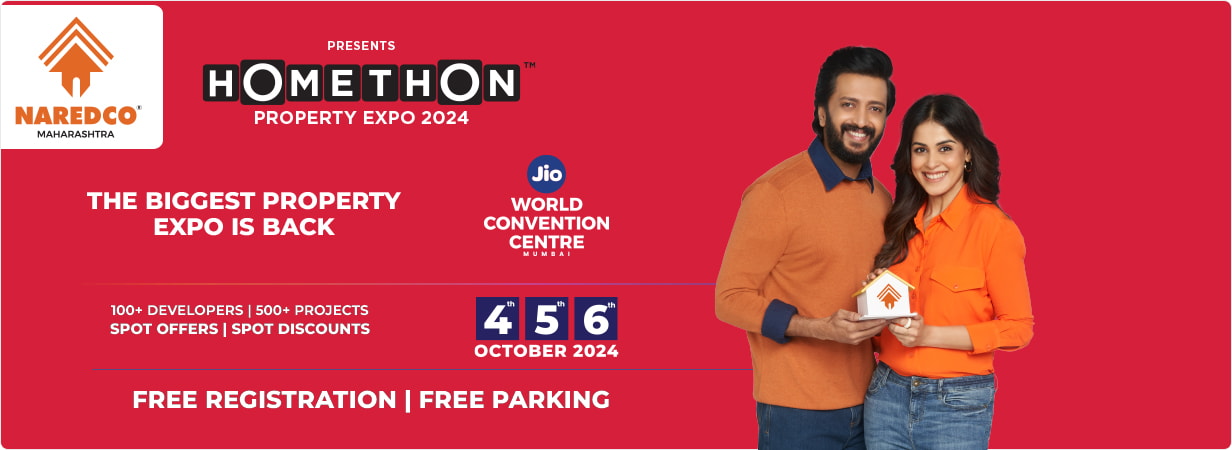 NAREDCO®
MAHARASHTRA
PRESENTS
HOMETHON™
PROPERTY EXPO 2024
THE BIGGEST PROPERTY
EXPO IS BACK
Jio
WORLD
CONVENTION
CENTRE
MUMBAI
100+ DEVELOPERS | 500+ PROJECTS
SPOT OFFERS | SPOT DISCOUNTS
4th 5th 6th
OCTOBER 2024
FREE REGISTRATION | FREE PARKING